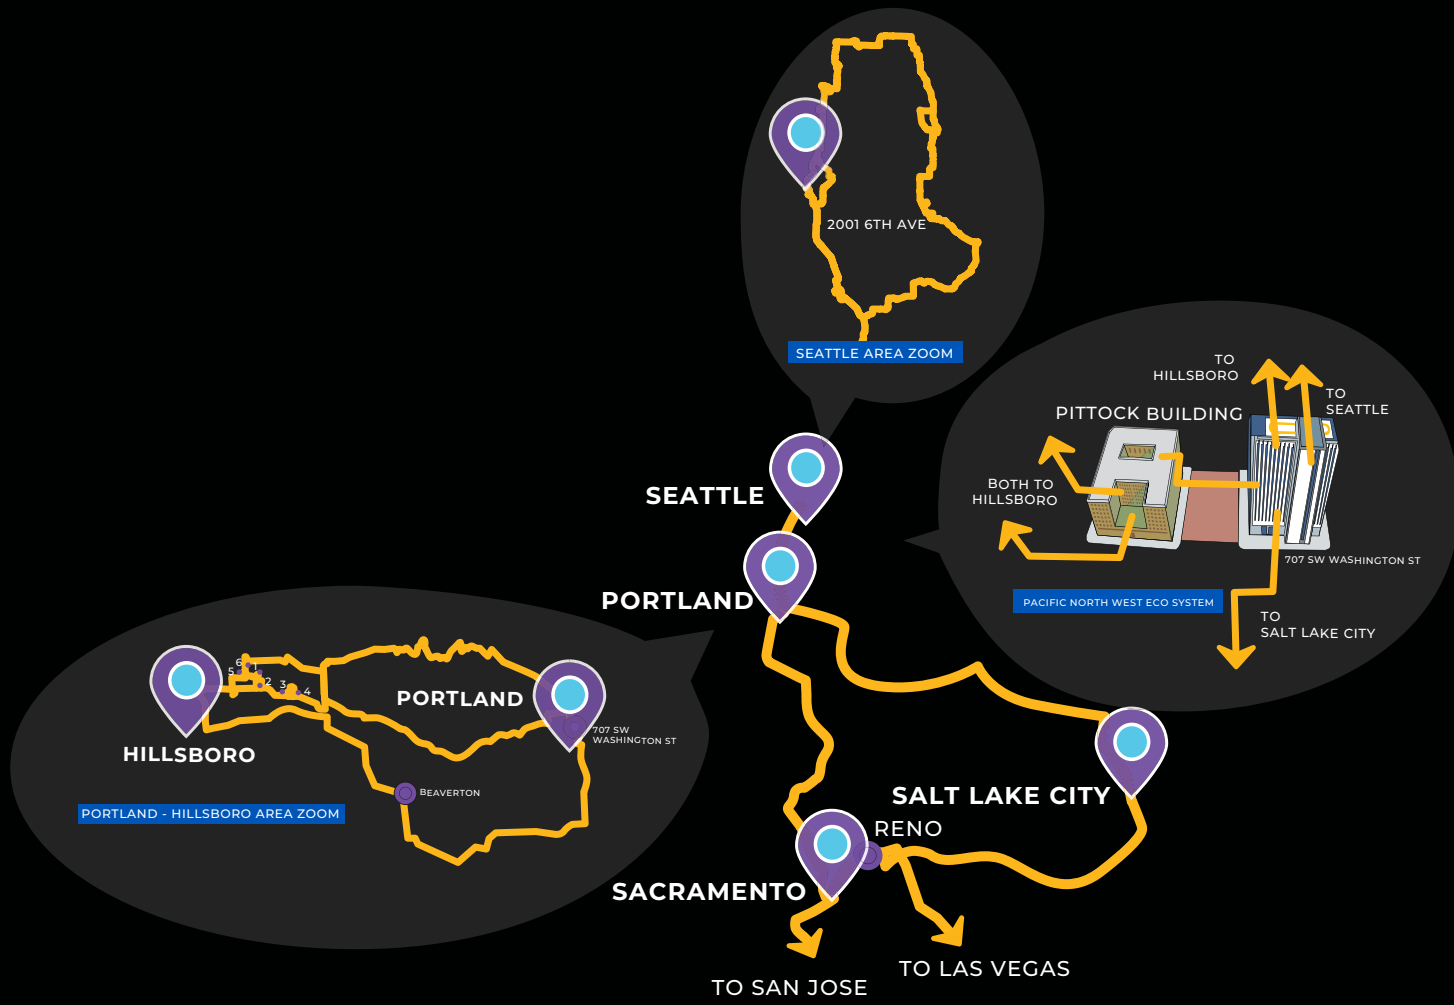 2001 6TH AVE
SEATTLE AREA ZOOM
TO
HILLSBORO
TO
SEATTLE
PITTOCK BUILDING
BOTH TO
HILLSBORO
707 SW WASHINGTON ST
PACIFIC NORTH WEST ECO SYSTEM
TO
SALT LAKE CITY
SEATTLE
PORTLAND
6
1
5
2
3
4
PORTLAND
707 SW
WASHINGTON ST
HILLSBORO
BEAVERTON
PORTLAND - HILLSBORO AREA ZOOM
SALT LAKE CITY
RENO
SACRAMENTO
TO LAS VEGAS
TO SAN JOSE